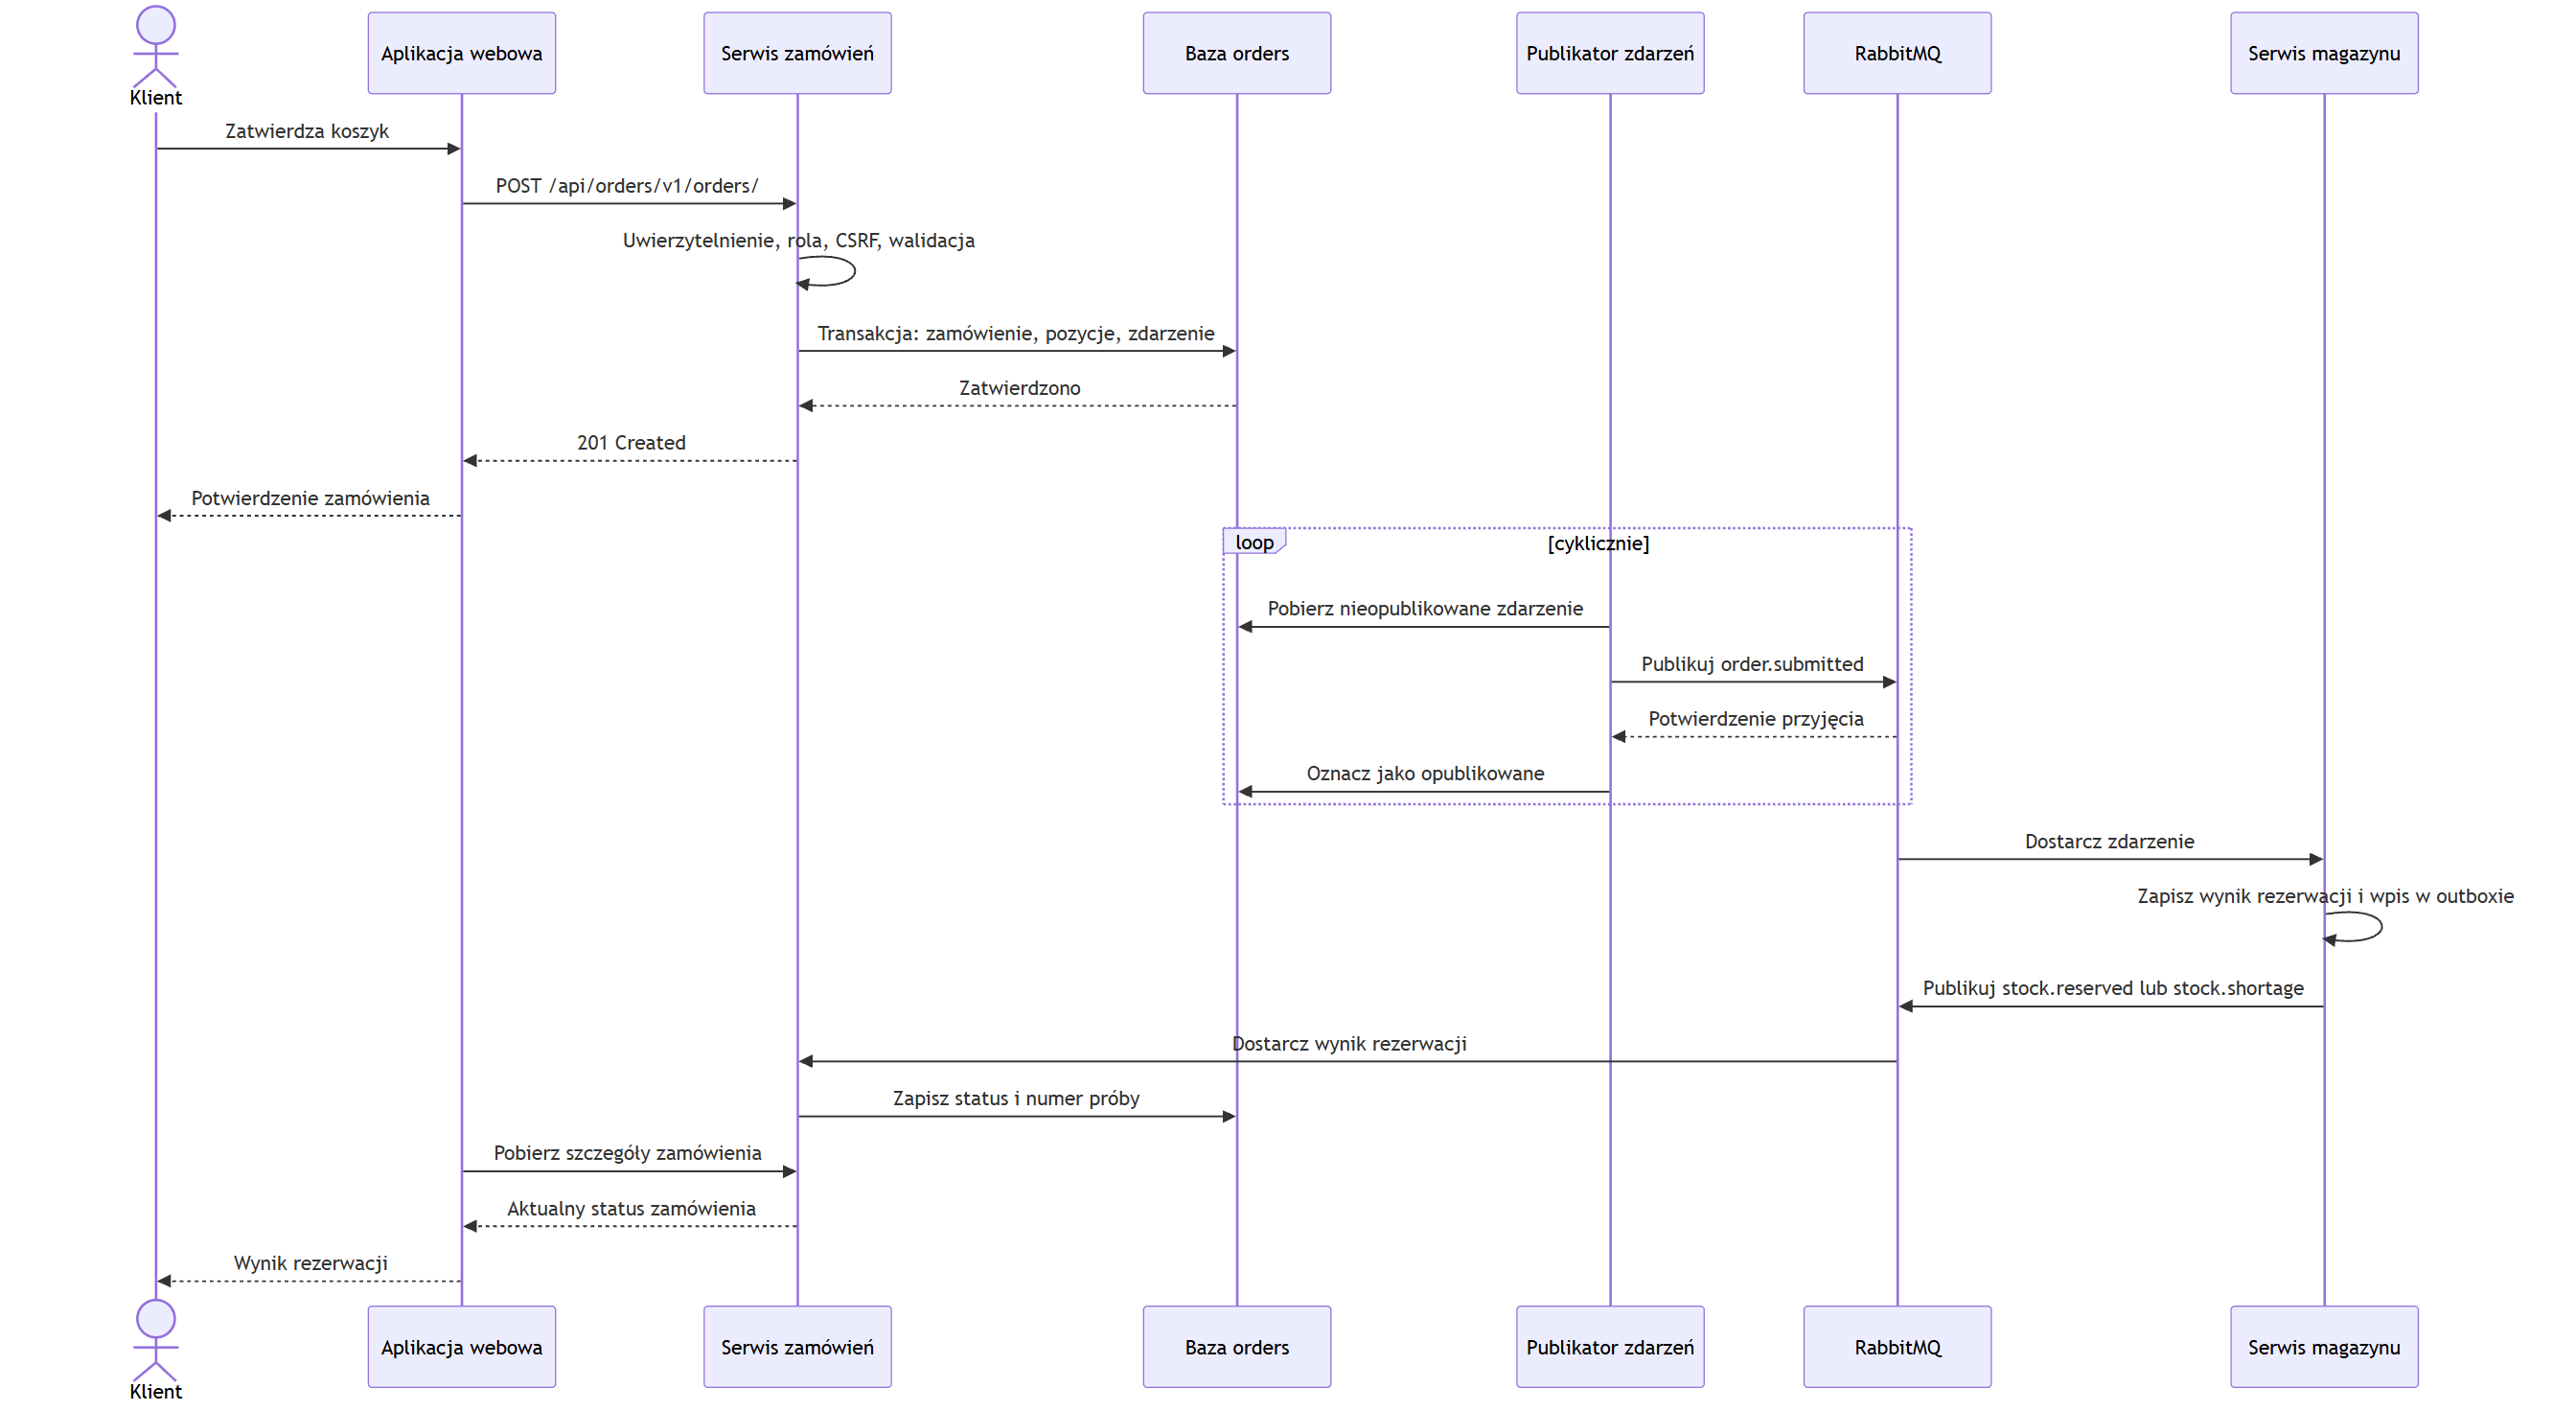 Klient
Aplikacja webowa
Serwis zamówień
Baza orders
Publikator zdarzeń
RabbitMQ
Serwis magazynu
Zatwierdza koszyk
POST /api/orders/v1/orders/
Uwierzytelnienie, rola, CSRF, walidacja
Transakcja: zamówienie, pozycje, zdarzenie
Zatwierdzono
201 Created
Potwierdzenie zamówienia
loop
[cyklicznie]
Pobierz nieopublikowane zdarzenie
Publikuj order.submitted
Potwierdzenie przyjęcia
Oznacz jako opublikowane
Dostarcz zdarzenie
Zapisz wynik rezerwacji i wpis w outboxie
Publikuj stock.reserved lub stock.shortage
Dostarcz wynik rezerwacji
Zapisz status i numer próby
Pobierz szczegóły zamówienia
Aktualny status zamówienia
Wynik rezerwacji
Klient
Aplikacja webowa
Serwis zamówień
Baza orders
Publikator zdarzeń
RabbitMQ
Serwis magazynu